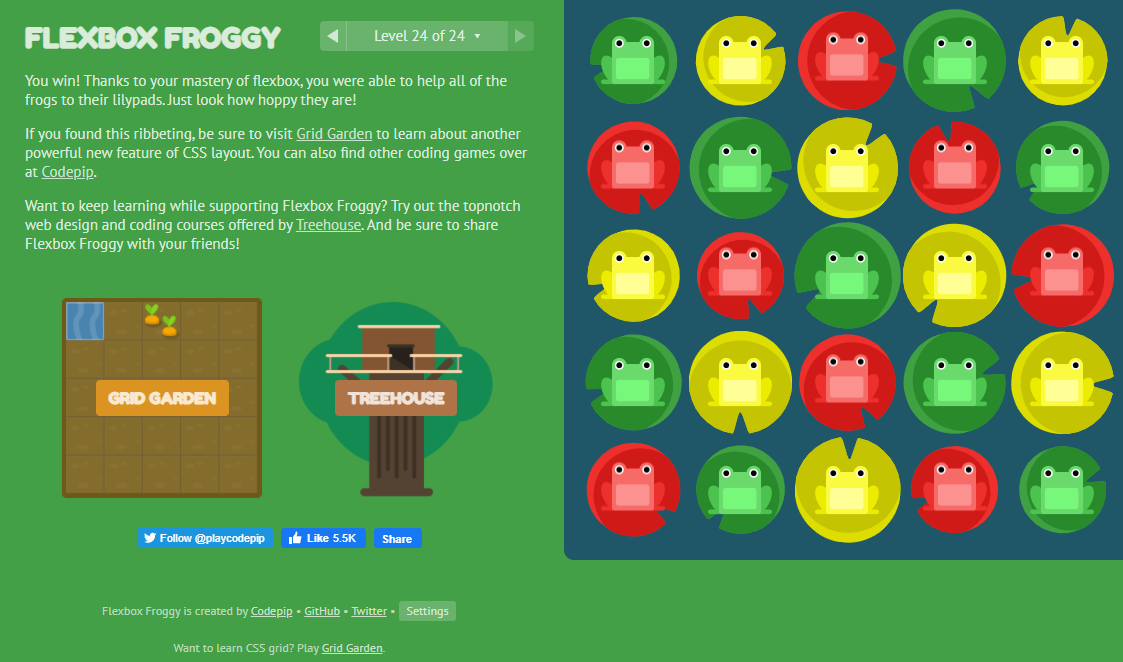 FLEXBOX FROGGY
Level 24 of 24
You win! Thanks to your mastery of flexbox, you were able to help all of the
frogs to their lilypads. Just look how hoppy they are!
If you found this ribbeting, be sure to visit Grid Garden to learn about another
powerful new feature of CSS layout. You can also find other coding games over
at Codepip.
Want to keep learning while supporting Flexbox Froggy? Try out the topnotch
web design and coding courses offered by Treehouse. And be sure to share
Flexbox Froggy with your friends!
GRID GARDEN
TREEHOUSE
Follow @playcodepip
Like 5.5K
Share
Flexbox Froggy is created by Codepip • GitHub • Twitter • Settings
Want to learn CSS grid? Play Grid Garden.